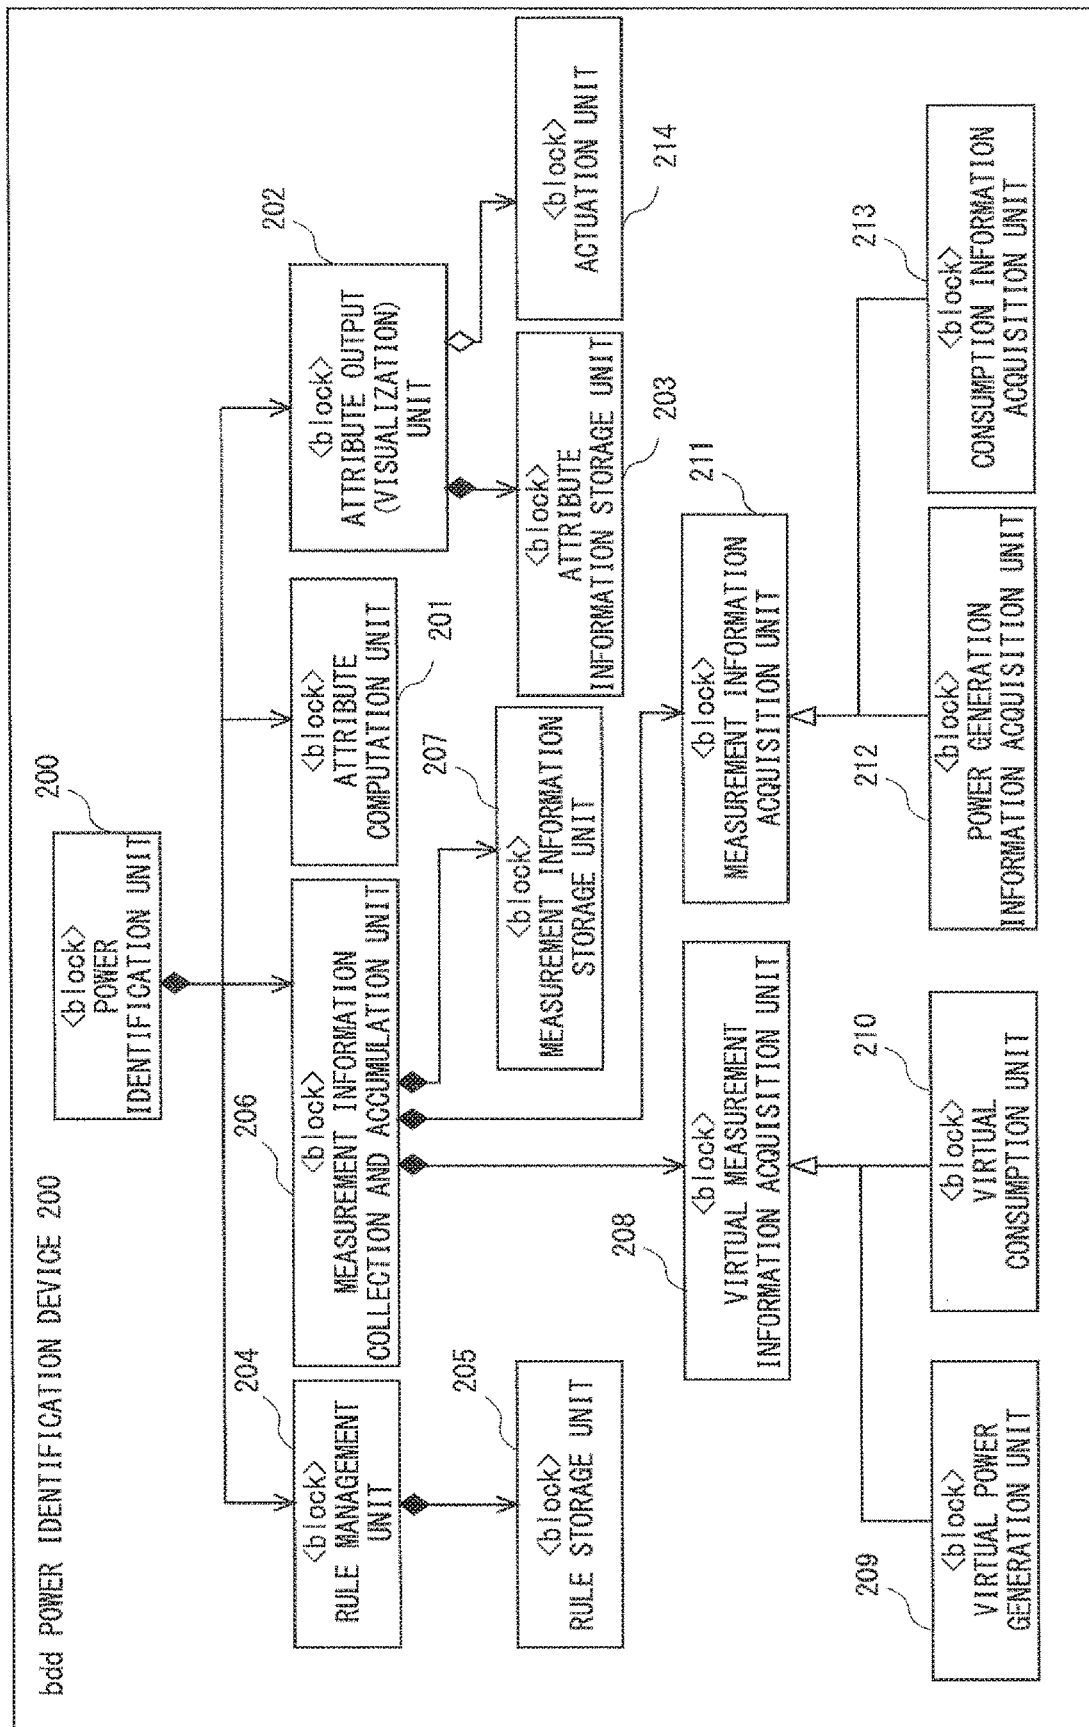 bdd POWER IDENTIFICATION DEVICE 200
200
<block>
POWER
IDENTIFICATION UNIT
204
<block>
RULE MANAGEMENT
UNIT
206
<block>
MEASUREMENT INFORMATION
COLLECTION AND ACCUMULATION UNIT
<block>
ATTRIBUTE
COMPUTATION UNIT
201
202
<block>
ATTRIBUTE OUTPUT
(VISUALIZATION)
UNIT
205
<block>
RULE STORAGE UNIT
207
<block>
MEASUREMENT INFORMATION
STORAGE UNIT
<block>
ATTRIBUTE
INFORMATION STORAGE UNIT
203
<block>
ACTUATION UNIT
214
208
<block>
VIRTUAL MEASUREMENT
INFORMATION ACQUISITION UNIT
211
<block>
MEASUREMENT INFORMATION
ACQUISITION UNIT
209
<block>
VIRTUAL POWER
GENERATION UNIT
210
<block>
VIRTUAL
CONSUMPTION UNIT
212
<block>
POWER GENERATION
INFORMATION ACQUISITION UNIT
213
<block>
CONSUMPTION INFORMATION
ACQUISITION UNIT